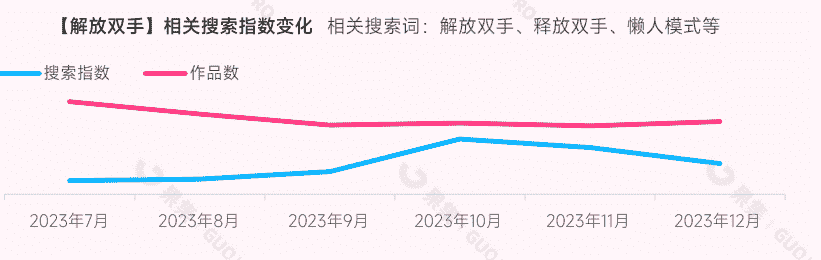 【解放双手】相关搜索指数变化 相关搜索词：解放双手、释放双手、懒人模式等
搜索指数 作品数
2023年7月 2023年8月 2023年9月 2023年10月 2023年11月 2023年12月